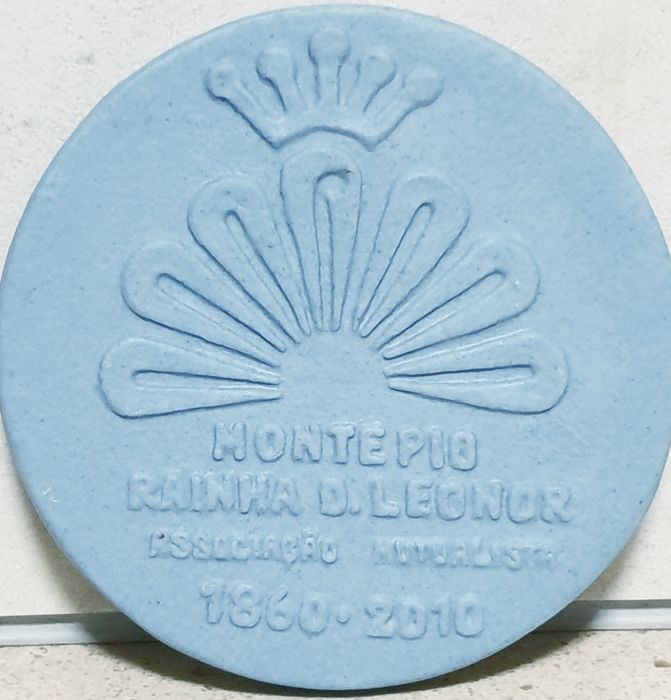 MONTEPIO
RAINHA D. LEONOR
ASSOCIAÇÃO MUTUALISTA
1860 · 2010